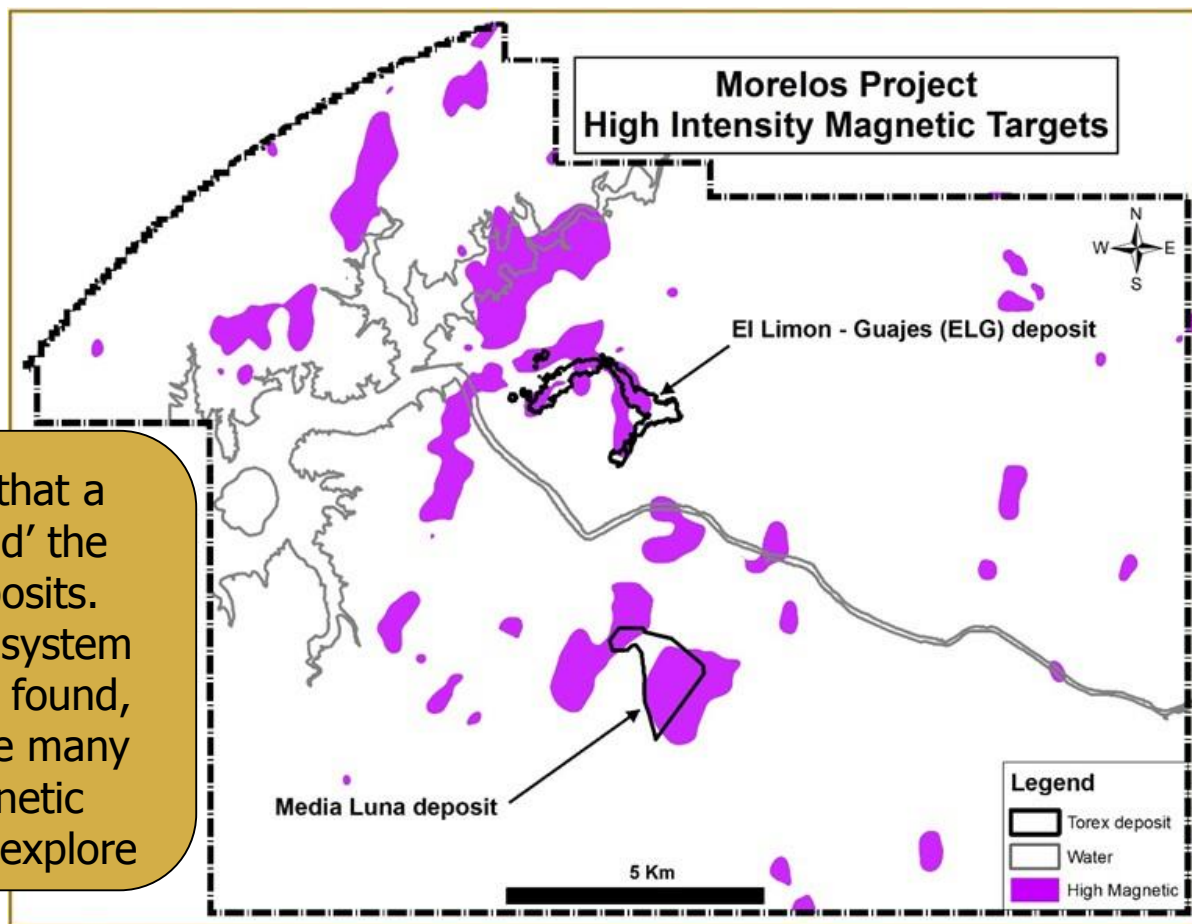 Morelos Project
High Intensity Magnetic Targets
N
W E
S
El Limon - Guajes (ELG) deposit
that a
d’ the
osits.
system
found,
e many
netic
explore
Media Luna deposit
5 Km
Legend
Torex deposit
Water
High Magnetic